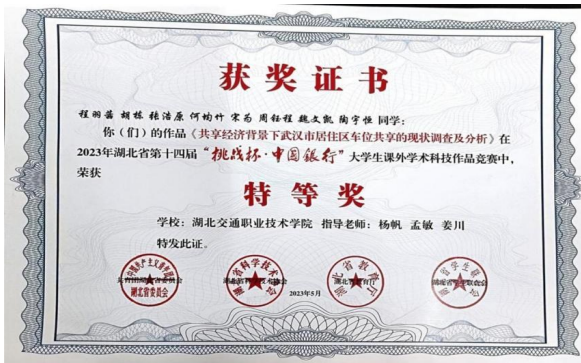 获奖证书
程丽茜 胡栋 张浩原 何均竹 宋为 周钰程 魏文凯 陶宇恒 同学:
你(们)的作品《共享经济背景下武汉市居住区车位共享的现状调查及分析》在
2023年湖北省第十四届“挑战杯·中国银行”大学生课外学术科技作品竞赛中,
荣获
特等奖
学校:湖北交通职业技术学院 指导老师:杨帆 孟敏 姜川
特发此证。
2023年5月